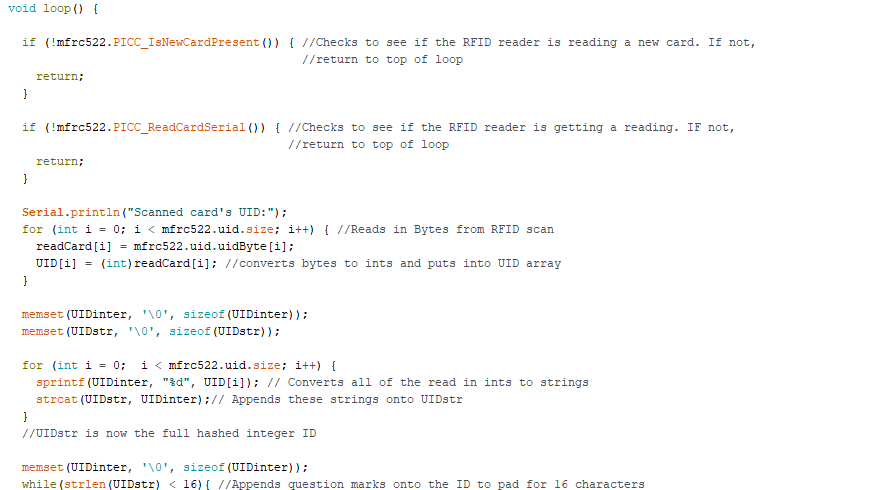 void loop() {
if (!mfrc522.PICC_IsNewCardPresent()) { //Checks to see if the RFID reader is reading a new card. If not,
//return to top of loop
return;
}
if (!mfrc522.PICC_ReadCardSerial()) { //Checks to see if the RFID reader is getting a reading. IF not,
//return to top of loop
return;
}
Serial.println("Scanned card's UID:");
for (int i = 0; i < mfrc522.uid.size; i++) { //Reads in Bytes from RFID scan
readCard[i] = mfrc522.uid.uidByte[i];
UID[i] = (int)readCard[i]; //converts bytes to ints and puts into UID array
}
memset(UIDinter, '\0', sizeof(UIDinter));
memset(UIDstr, '\0', sizeof(UIDstr));
for (int i = 0;  i < mfrc522.uid.size; i++) {
sprintf(UIDinter, "%d", UID[i]); // Converts all of the read in ints to strings
strcat(UIDstr, UIDinter);// Appends these strings onto UIDstr
}
//UIDstr is now the full hashed integer ID
memset(UIDinter, '\0', sizeof(UIDinter));
while(strlen(UIDstr) < 16){ //Appends question marks onto the ID to pad for 16 characters